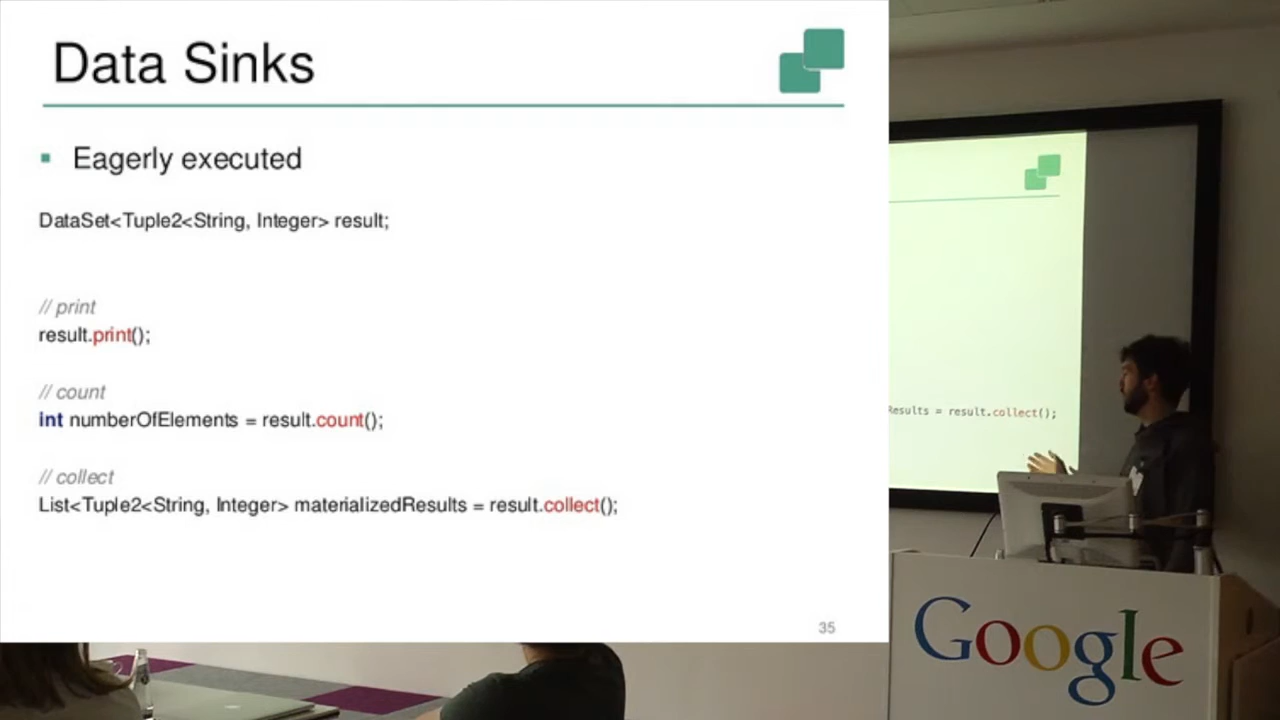 Data Sinks
Eagerly executed
DataSet<Tuple2<String, Integer> result;
// print
result.print();
// count
int numberOfElements = result.count();
// collect
List<Tuple2<String, Integer> materializedResults = result.collect();
35
Results = result.collect();
Google